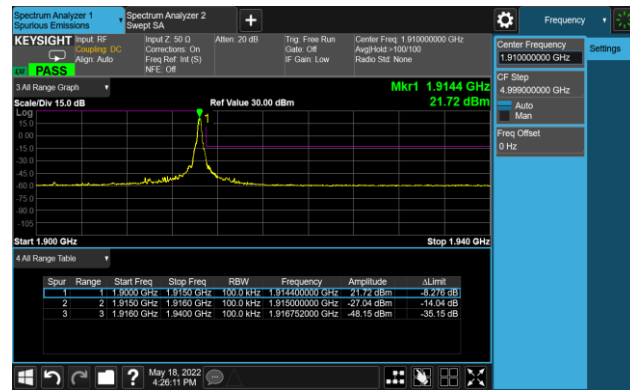 Spectrum Analyzer 1
Spurious Emissions
Spectrum Analyzer 2
Swept SA
+
Frequency
KEYSIGHT
Input: RF
Coupling: DC
Align: Auto
Input Z: 50 Ω
Corrections: On
Freq Ref: Int (S)
NFE: Off
Atten: 20 dB
Trig: Free Run
Gate: Off
IF Gain: Low
Center Freq: 1.910000000 GHz
Avg|Hold:>100/100
Radio Std: None
PASS
Center Frequency
1.910000000 GHz
Settings
CF Step
4.999000000 GHz
Auto
Man
Freq Offset
0 Hz
3 All Range Graph
Mkr1 1.9144 GHz
21.72 dBm
Scale/Div 15.0 dB
Ref Value 30.00 dBm
Log
15.0
0.00
-15.0
-30.0
-45.0
-60.0
-75.0
-90.0
-105
1
Start 1.900 GHz
Stop 1.940 GHz
4 All Range Table
Spur Range Start Freq Stop Freq RBW Frequency Amplitude ΔLimit
1 1 1.9000 GHz 1.9150 GHz 100.0 kHz 1.914400000 GHz 21.72 dBm -8.276 dB
2 2 1.9150 GHz 1.9160 GHz 100.0 kHz 1.915000000 GHz -27.04 dBm -14.04 dB
3 3 1.9160 GHz 1.9400 GHz 100.0 kHz 1.916752000 GHz -48.15 dBm -35.15 dB
?
May 18, 2022
4:26:11 PM